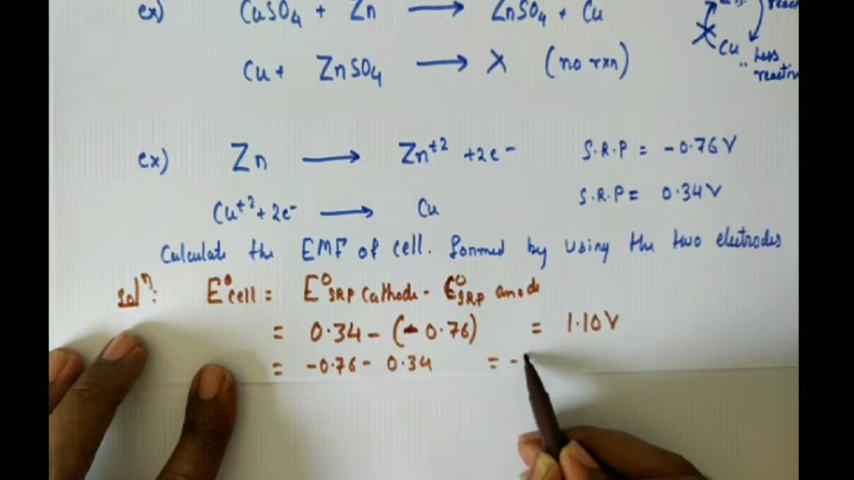 ex) CuSO₄ + Zn ⟶ ZnSO₄ + Cu
Cu + ZnSO₄ ⟶ X (no rxn)
Cu
Less
ex) Zn ⟶ Zn⁺² + 2e⁻ S.R.P = -0.76V
Cu⁺² + 2e⁻ ⟶ Cu S.R.P = 0.34V
Calculate the EMF of cell. formed by using the two electrodes
Solⁿ: E°cell = E°SRP cathode - E°SRP anode
= 0.34 - (-0.76) = 1.10V
= -0.76 - 0.34 = -